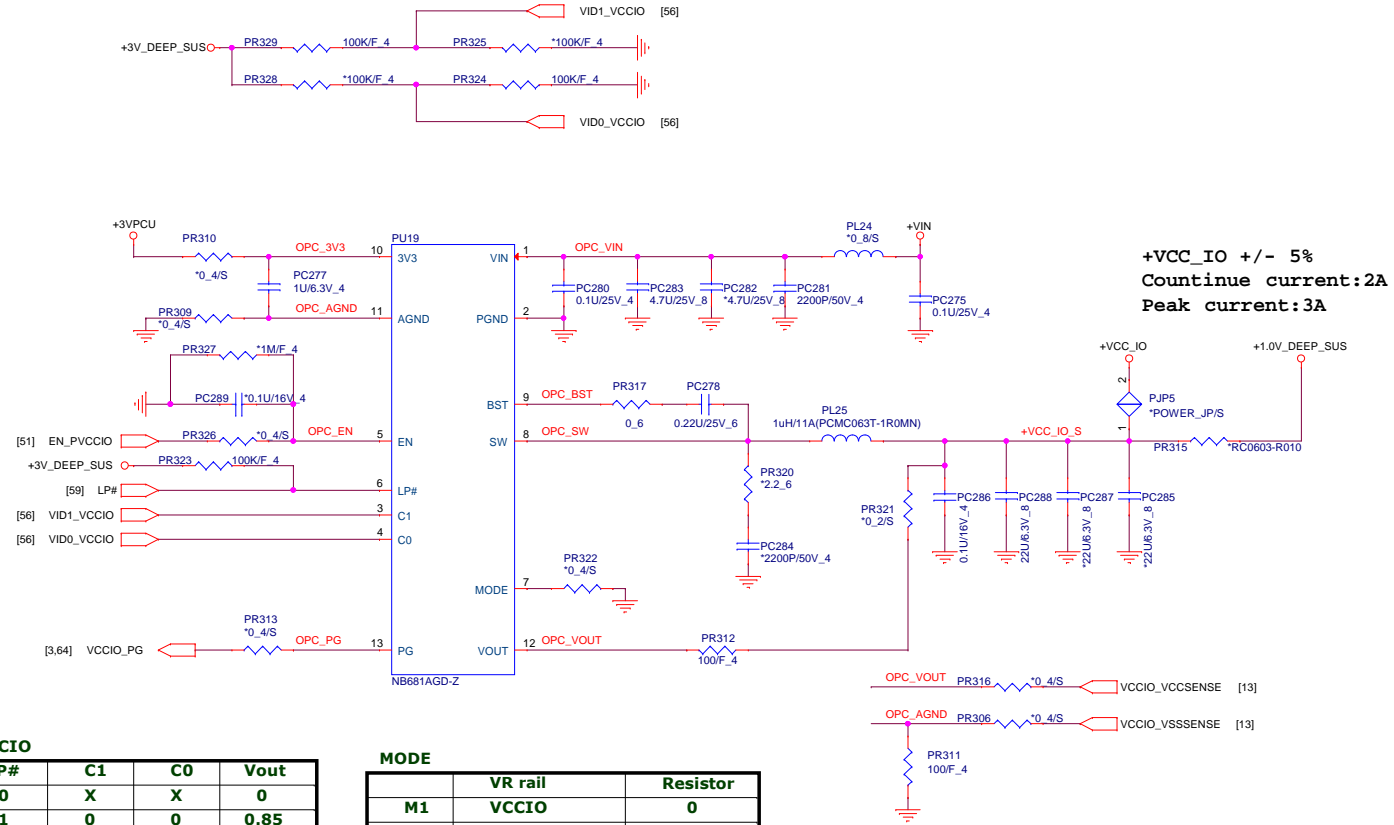 VID1_VCCIO [56]
+3V_DEEP_SUS PR329 100K/F_4 PR325 *100K/F_4
PR328 *100K/F_4 PR324 100K/F_4
VID0_VCCIO [56]
+3VPCU
PR310
*0_4/S
OPC_3V3
10
PC277
1U/6.3V_4
PR309
*0_4/S
OPC_AGND
11
PR327 *1M/F_4
PC289 *0.1U/16V_4
[51] EN_PVCCIO PR326 *0_4/S OPC_EN 5
+3V_DEEP_SUS PR323 100K/F_4
[59] LP# 6
[56] VID1_VCCIO 3
[56] VID0_VCCIO 4
PR313
*0_4/S
[3,64] VCCIO_PG OPC_PG 13
PU19
3V3
AGND
EN
LP#
C1
C0
PG
VIN
PGND
BST
SW
MODE
VOUT
NB681AGD-Z
1 OPC_VIN
2
PL24
*0_8/S
+VIN
PC280
0.1U/25V_4
PC283
4.7U/25V_8
PC282
*4.7U/25V_8
PC281
2200P/50V_4
PC275
0.1U/25V_4
9 OPC_BST
PR317
0_6
PC278
0.22U/25V_6
8 OPC_SW
PL25
1uH/11A(PCMC063T-1R0MN)
PR320
*2.2_6
PC284
*2200P/50V_4
7
PR322
*0_4/S
12 OPC_VOUT
PR312
100/F_4
PR321
*0_2/S
PC286
0.1U/16V_4
PC288
22U/6.3V_8
PC287
*22U/6.3V_8
PC285
*22U/6.3V_8
+VCC_IO_S
+VCC_IO +/- 5%
Countinue current:2A
Peak current:3A
+VCC_IO
2
PJP5
*POWER_JP/S
1
+1.0V_DEEP_SUS
PR315 *RC0603-R010
OPC_VOUT PR316 *0_4/S VCCIO_VCCSENSE [13]
OPC_AGND PR306 *0_4/S VCCIO_VSSSENSE [13]
PR311
100/F_4
CIO
P# C1 C0 Vout
0 X X 0
1 0 0 0.85
MODE
VR rail Resistor
M1 VCCIO 0